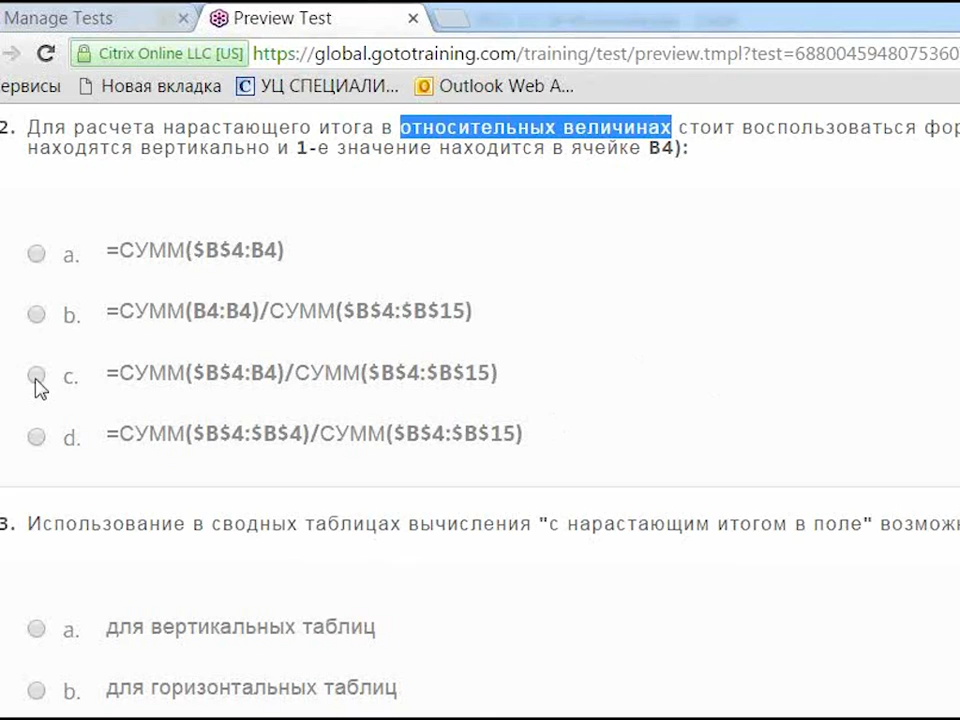 Manage Tests
Preview Test
Citrix Online LLC [US] https://global.gototraining.com/training/test/preview.tmpl?test=6880045948075360
ервисы Новая вкладка УЦ СПЕЦИАЛИ... Outlook Web A...
2. Для расчета нарастающего итога в относительных величинах стоит воспользоваться фор
находятся вертикально и 1-е значение находится в ячейке B4):
a. =СУММ($B$4:B4)
b. =СУММ(B4:B4)/СУММ($B$4:$B$15)
c. =СУММ($B$4:B4)/СУММ($B$4:$B$15)
d. =СУММ($B$4:$B$4)/СУММ($B$4:$B$15)
3. Использование в сводных таблицах вычисления "с нарастающим итогом в поле" возможн
a. для вертикальных таблиц
b. для горизонтальных таблиц